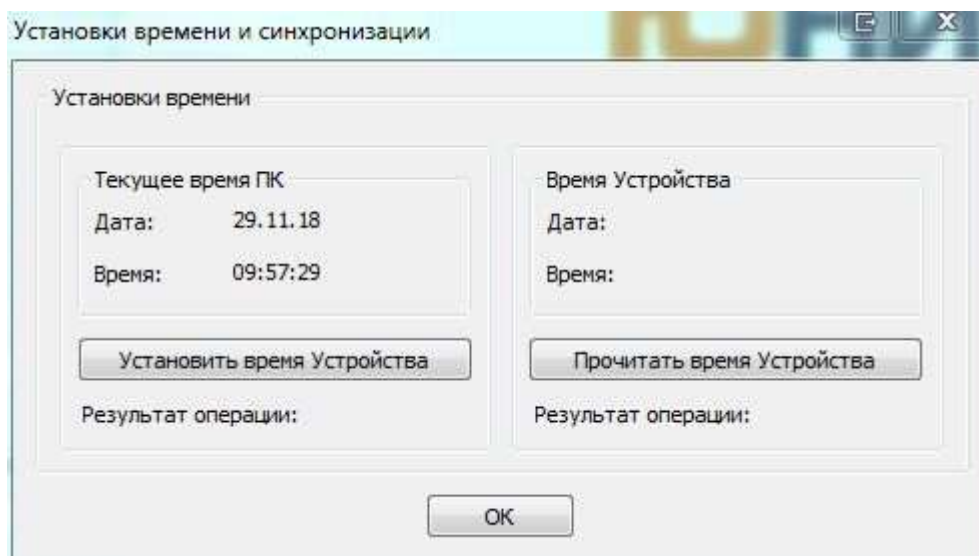 Установки времени и синхронизации
Установки времени
Текущее время ПК
Дата: 29.11.18
Время: 09:57:29
Установить время Устройства
Результат операции:
Время Устройства
Дата:
Время:
Прочитать время Устройства
Результат операции:
OK